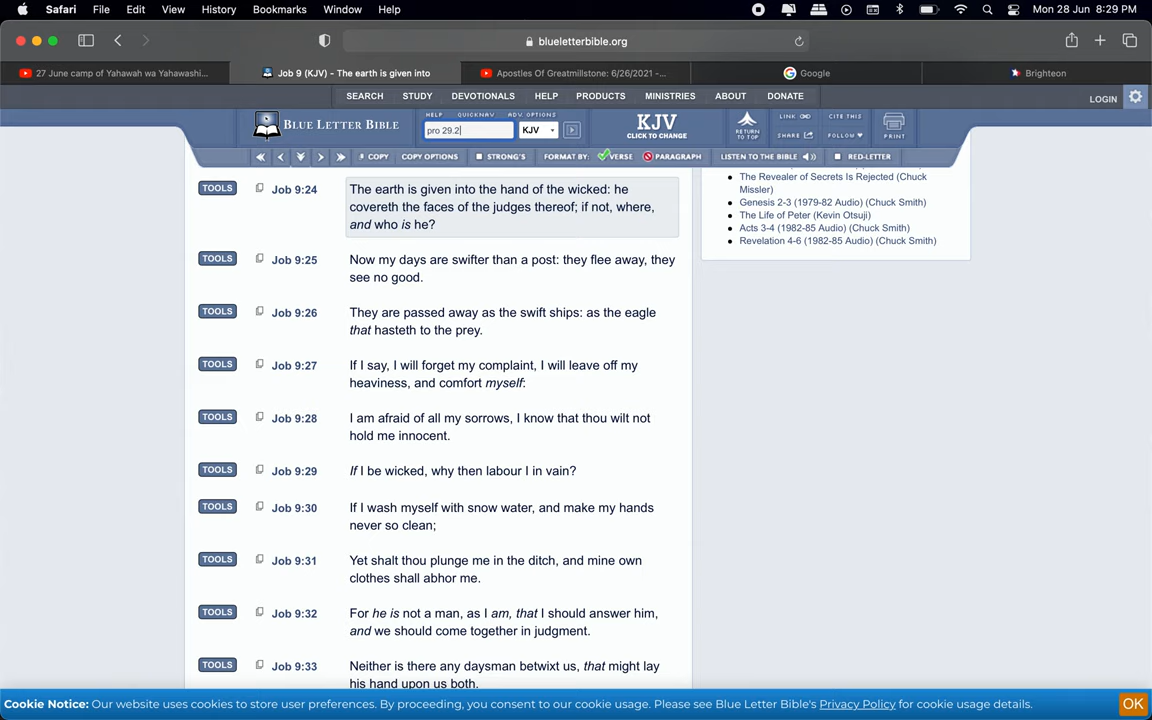 Safari File Edit View History Bookmarks Window Help Mon 28 Jun 8:29 PM
blueletterbible.org
27 June camp of Yahawah wa Yahawashi... Job 9 (KJV) - The earth is given into Apostles Of Greatmillstone: 6/26/2021 -... Google Brighteon
SEARCH STUDY DEVOTIONALS HELP PRODUCTS MINISTRIES ABOUT DONATE LOGIN
HELP QUICKNAV ADV OPTIONS
BLUE LETTER BIBLE pro 29.2 KJV
KJV
CLICK TO CHANGE
RETURN TO TOP
LINK CITE THIS
SHARE FOLLOW
PRINT
COPY COPY OPTIONS STRONG'S FORMAT BY: VERSE PARAGRAPH LISTEN TO THE BIBLE RED-LETTER
TOOLS Job 9:24 The earth is given into the hand of the wicked: he
covereth the faces of the judges thereof; if not, where,
and who is he?
TOOLS Job 9:25 Now my days are swifter than a post: they flee away, they
see no good.
TOOLS Job 9:26 They are passed away as the swift ships: as the eagle
that hasteth to the prey.
TOOLS Job 9:27 If I say, I will forget my complaint, I will leave off my
heaviness, and comfort myself:
TOOLS Job 9:28 I am afraid of all my sorrows, I know that thou wilt not
hold me innocent.
TOOLS Job 9:29 If I be wicked, why then labour I in vain?
TOOLS Job 9:30 If I wash myself with snow water, and make my hands
never so clean;
TOOLS Job 9:31 Yet shalt thou plunge me in the ditch, and mine own
clothes shall abhor me.
TOOLS Job 9:32 For he is not a man, as I am, that I should answer him,
and we should come together in judgment.
TOOLS Job 9:33 Neither is there any daysman betwixt us, that might lay
his hand upon us both.
The Revealer of Secrets Is Rejected (Chuck
Missler)
Genesis 2-3 (1979-82 Audio) (Chuck Smith)
The Life of Peter (Kevin Otsuji)
Acts 3-4 (1982-85 Audio) (Chuck Smith)
Revelation 4-6 (1982-85 Audio) (Chuck Smith)
Cookie Notice: Our website uses cookies to store user preferences. By proceeding, you consent to our cookie usage. Please see Blue Letter Bible's Privacy Policy for cookie usage details. OK